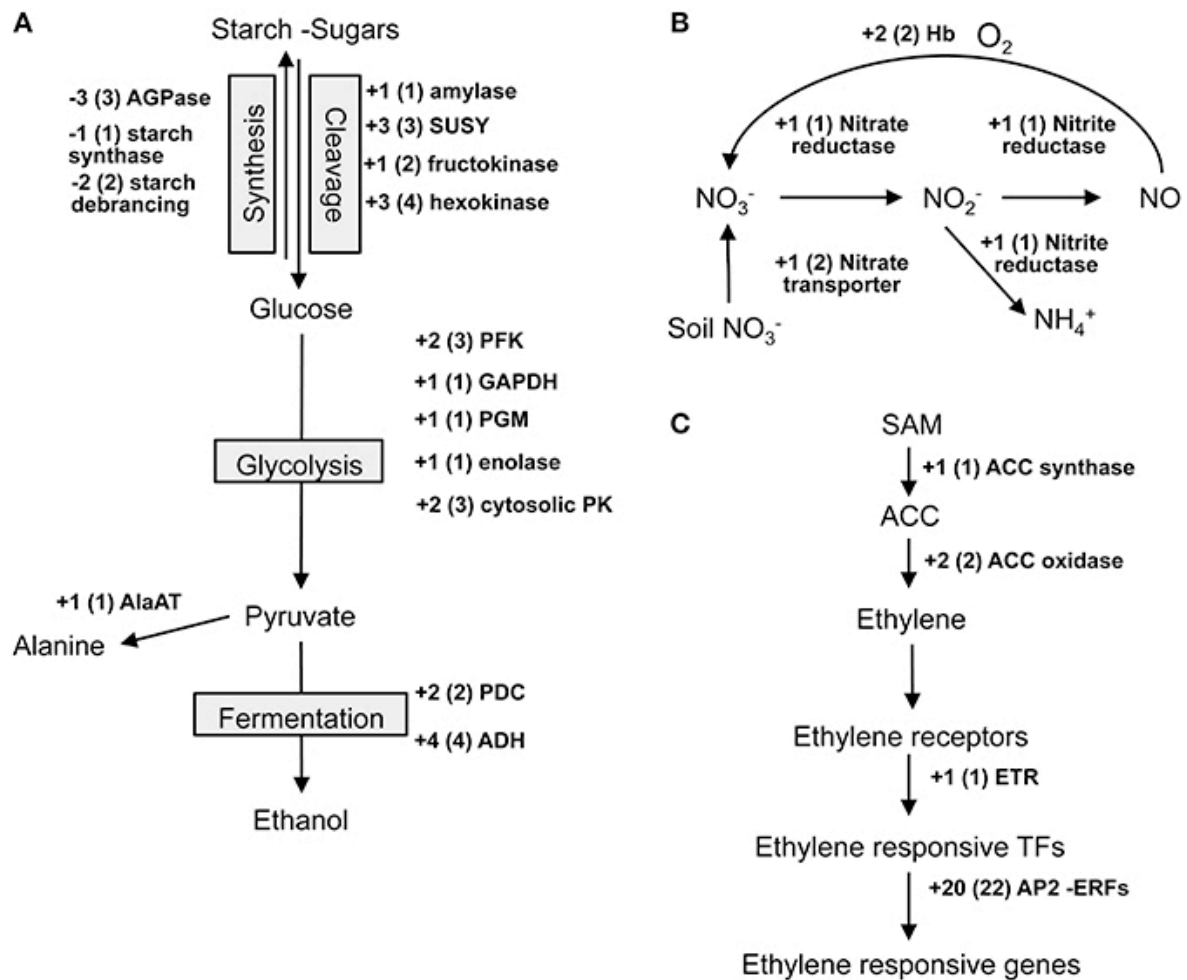 A
Starch -Sugars
-3 (3) AGPase
-1 (1) starch
synthase
-2 (2) starch
debrancing
Synthesis
Cleavage
+1 (1) amylase
+3 (3) SUSY
+1 (2) fructokinase
+3 (4) hexokinase
Glucose
+2 (3) PFK
+1 (1) GAPDH
+1 (1) PGM
+1 (1) enolase
+2 (3) cytosolic PK
Glycolysis
+1 (1) AlaAT
Pyruvate
Alanine
+2 (2) PDC
Fermentation
+4 (4) ADH
Ethanol
B
+2 (2) Hb O₂
+1 (1) Nitrate
reductase
+1 (1) Nitrite
reductase
NO₃⁻
NO₂⁻
NO
+1 (2) Nitrate
transporter
+1 (1) Nitrite
reductase
Soil NO₃⁻
NH₄⁺
C
SAM
+1 (1) ACC synthase
ACC
+2 (2) ACC oxidase
Ethylene
Ethylene receptors
+1 (1) ETR
Ethylene responsive TFs
+20 (22) AP2 -ERFs
Ethylene responsive genes